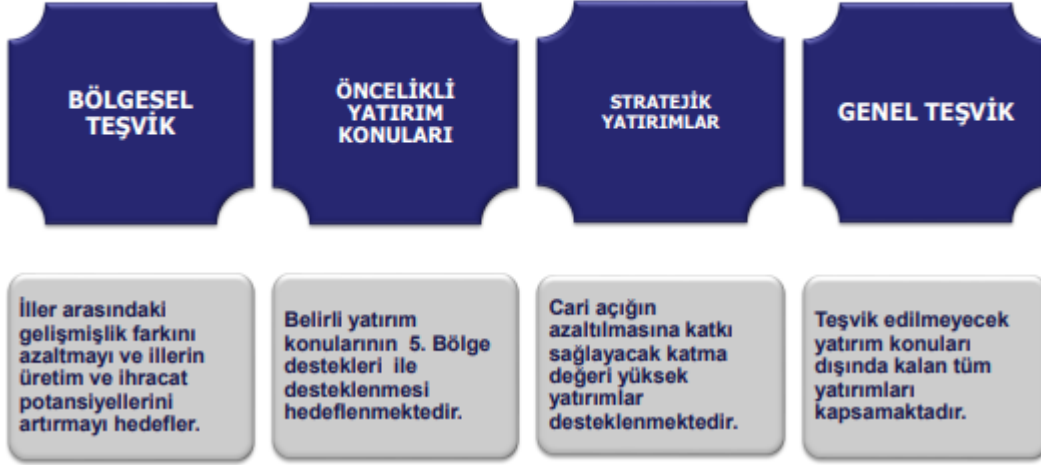 BÖLGESEL
TEŞVİK
ÖNCELİKLİ
YATIRIM
KONULARI
STRATEJİK
YATIRIMLAR
GENEL TEŞVİK
İller arasındaki
gelişmişlik farkını
azaltmayı ve illerin
üretim ve ihracat
potansiyellerini
artırmayı hedefler.
Belirli yatırım
konularının 5. Bölge
destekleri ile
desteklenmesi
hedeflenmektedir.
Cari açığın
azaltılmasına katkı
sağlayacak katma
değeri yüksek
yatırımlar
desteklenmektedir.
Teşvik edilmeyecek
yatırım konuları
dışında kalan tüm
yatırımları
kapsamaktadır.